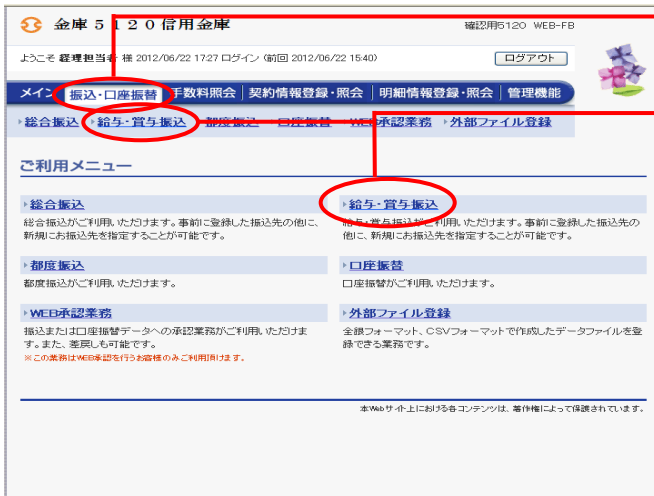 金庫5120信用金庫
確認用5120 WEB-FB
ようこそ 経理担当者 様 2012/06/22 17:27 ログイン (前回 2012/06/22 15:40)
ログアウト
メイン 振込・口座振替 手数料照会 契約情報登録・照会 明細情報登録・照会 管理機能
総合振込 給与・賞与振込 都度振込 口座振替 WEB承認業務 外部ファイル登録
ご利用メニュー
総合振込
総合振込がご利用いただけます。事前に登録した振込先の他に、
新規にお振込先を指定することが可能です。
給与・賞与振込
給与・賞与振込がご利用いただけます。事前に登録した振込先の
他に、新規にお振込先を指定することが可能です。
都度振込
都度振込がご利用いただけます。
口座振替
口座振替がご利用いただけます。
WEB承認業務
振込または口座振替データへの承認業務がご利用いただけま
す。また、差戻しも可能です。
※この業務はWEB承認を行うお客様のみご利用頂けます。
外部ファイル登録
全銀フォーマット、CSVフォーマットで作成したデータファイルを登
録できる業務です。
本Webサイト上における各コンテンツは、著作権によって保護されています。